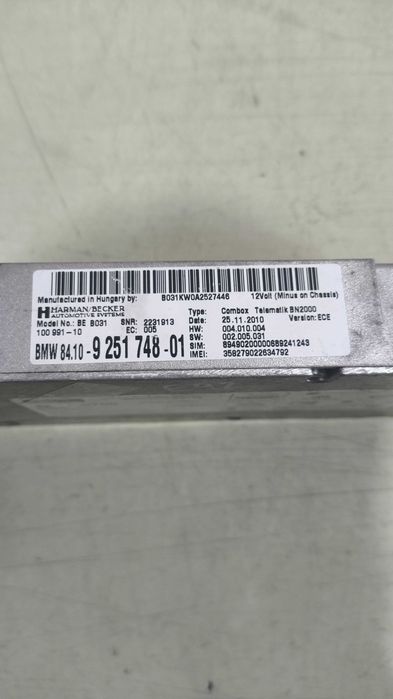 Manufactured in Hungary by: B031KW0A2527446 12Volt (Minus on Chassis)
HARMAN/BECKER Type: Combox Telematik BN2000
AUTOMOTIVE SYSTEMS
Model No.: BE B031 SNR: 2231913 Date: 25.11.2010 Version: ECE
100 991-10 EC: 005 HW: 004.010.004
SW: 002.005.031
BMW 84.10 - 9 251 748 -01 SIM: 89490200000889241243
IMEI: 358279022634792